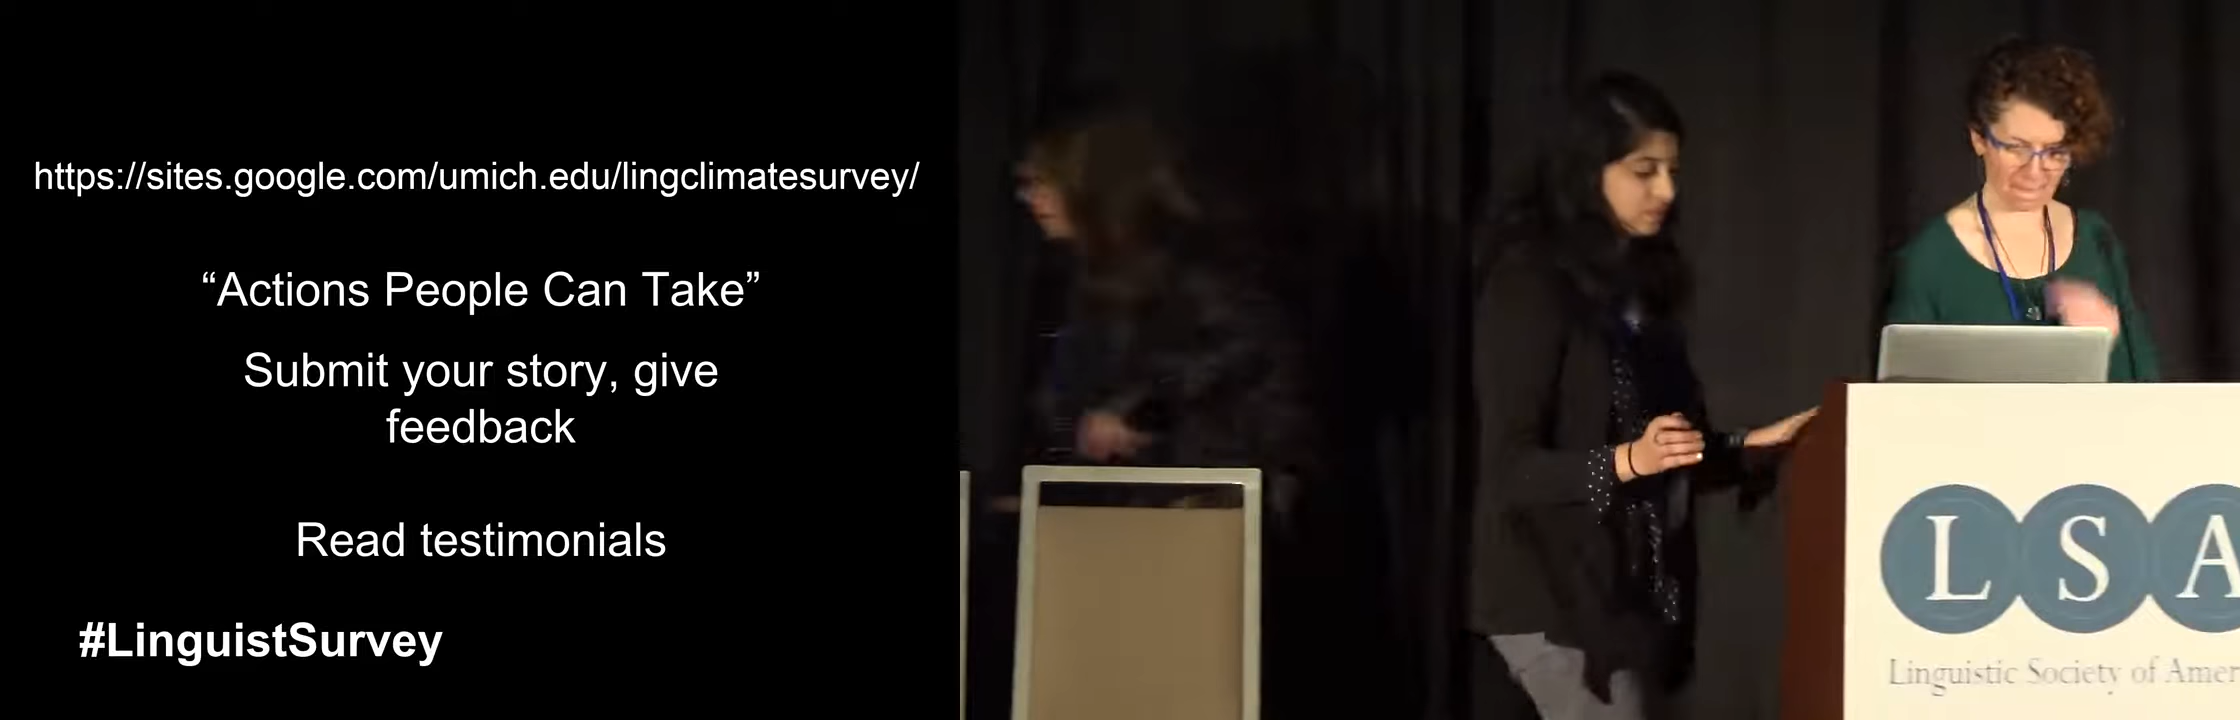 https://sites.google.com/umich.edu/lingclimatesurvey/
“Actions People Can Take”
Submit your story, give
feedback
Read testimonials
#LinguistSurvey
LSA
Linguistic Society of Amer